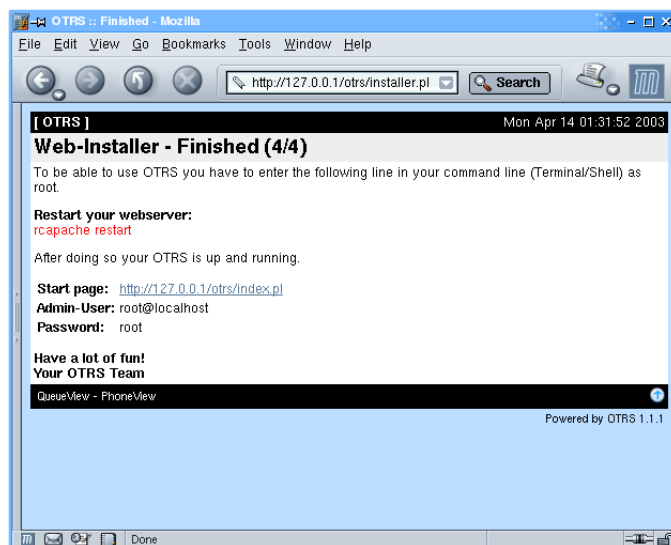 OTRS :: Finished - Mozilla
File Edit View Go Bookmarks Tools Window Help
http://127.0.0.1/otrs/installer.pl Search
[ OTRS ] Mon Apr 14 01:31:52 2003
Web-Installer - Finished (4/4)
To be able to use OTRS you have to enter the following line in your command line (Terminal/Shell) as
root.
Restart your webserver:
rcapache restart
After doing so your OTRS is up and running.
Start page: http://127.0.0.1/otrs/index.pl
Admin-User: root@localhost
Password: root
Have a lot of fun!
Your OTRS Team
QueueView - PhoneView
Powered by OTRS 1.1.1
Done